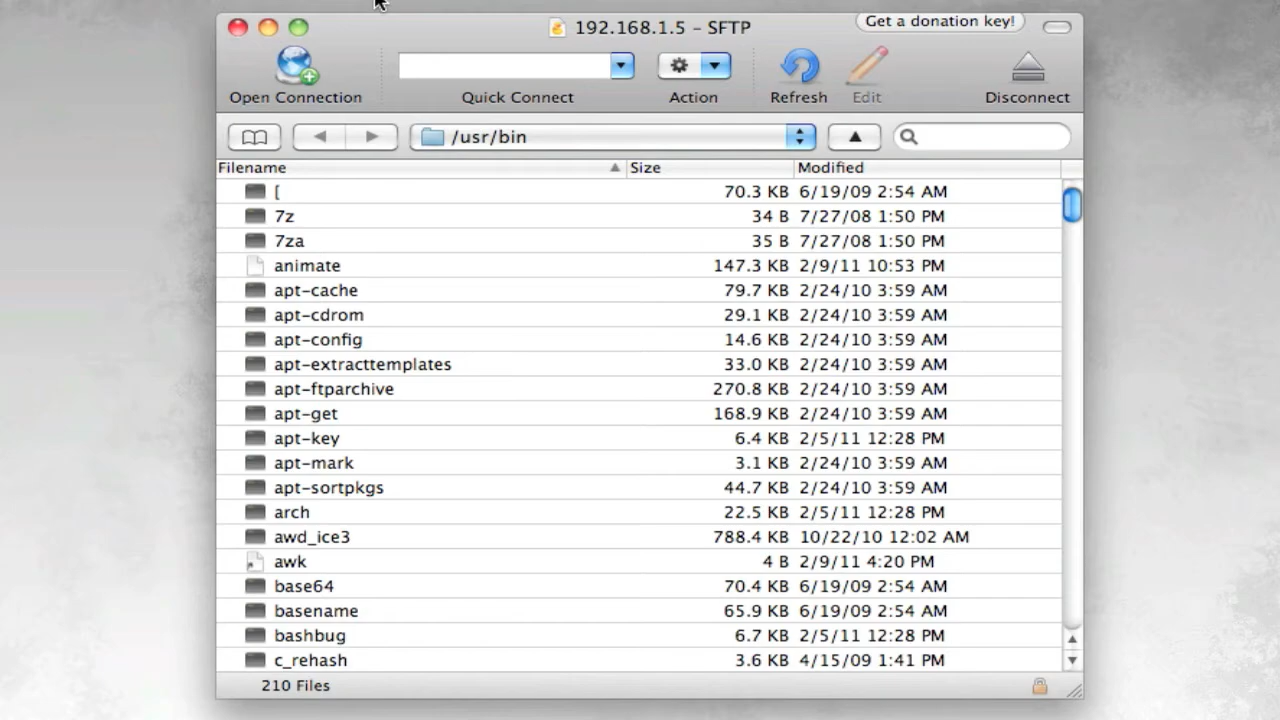 192.168.1.5 – SFTP
Get a donation key!
Open Connection
Quick Connect
Action
Refresh
Edit
Disconnect
/usr/bin
Filename Size Modified
[ 70.3 KB 6/19/09 2:54 AM
7z 34 B 7/27/08 1:50 PM
7za 35 B 7/27/08 1:50 PM
animate 147.3 KB 2/9/11 10:53 PM
apt-cache 79.7 KB 2/24/10 3:59 AM
apt-cdrom 29.1 KB 2/24/10 3:59 AM
apt-config 14.6 KB 2/24/10 3:59 AM
apt-extracttemplates 33.0 KB 2/24/10 3:59 AM
apt-ftparchive 270.8 KB 2/24/10 3:59 AM
apt-get 168.9 KB 2/24/10 3:59 AM
apt-key 6.4 KB 2/5/11 12:28 PM
apt-mark 3.1 KB 2/24/10 3:59 AM
apt-sortpkgs 44.7 KB 2/24/10 3:59 AM
arch 22.5 KB 2/5/11 12:28 PM
awd_ice3 788.4 KB 10/22/10 12:02 AM
awk 4 B 2/9/11 4:20 PM
base64 70.4 KB 6/19/09 2:54 AM
basename 65.9 KB 6/19/09 2:54 AM
bashbug 6.7 KB 2/5/11 12:28 PM
c_rehash 3.6 KB 4/15/09 1:41 PM
210 Files